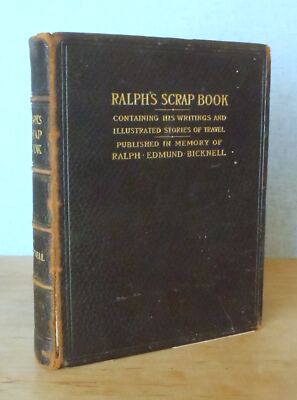 RALPH'S SCRAP BOOK
CONTAINING HIS WRITINGS AND
ILLUSTRATED STORIES OF TRAVEL
PUBLISHED IN MEMORY OF
RALPH · EDMUND · BICKNELL